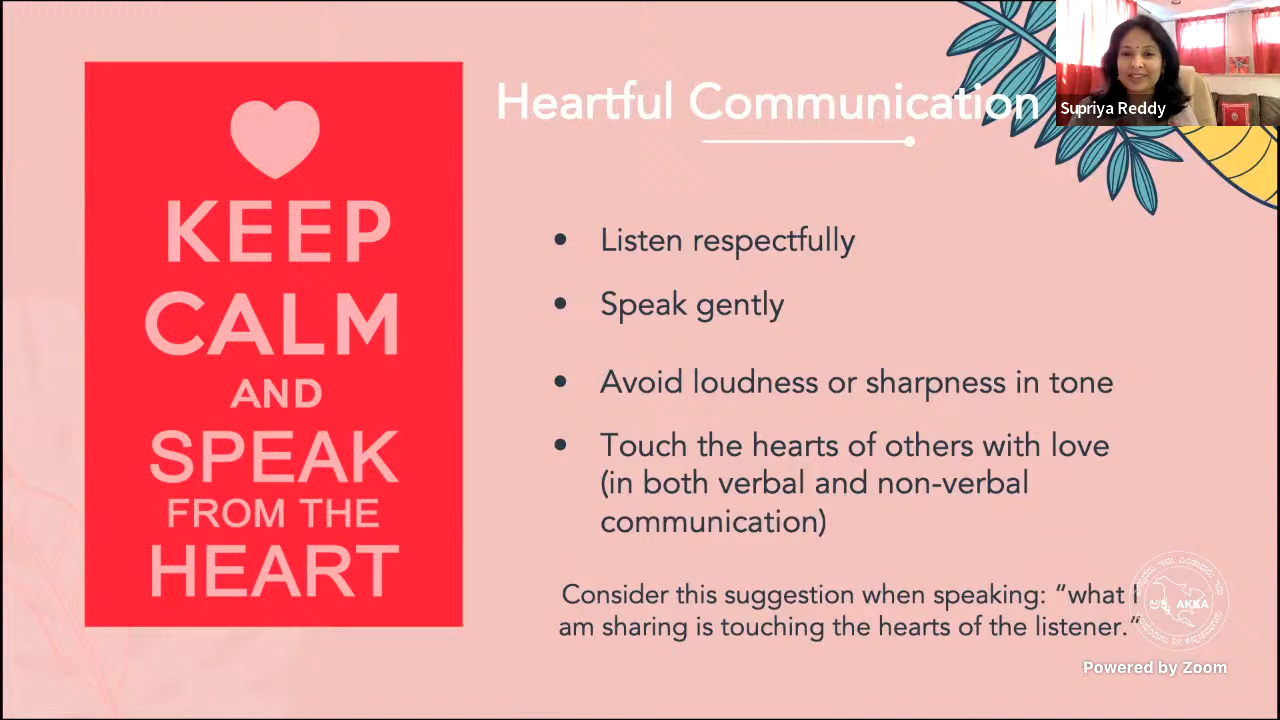 Heartful Communication
Supriya Reddy
KEEP
CALM
AND
SPEAK
FROM THE
HEART
• Listen respectfully
• Speak gently
• Avoid loudness or sharpness in tone
• Touch the hearts of others with love
(in both verbal and non-verbal
communication)
Consider this suggestion when speaking: “what I
am sharing is touching the hearts of the listener.”
ಅಕ್ಕ AKKA
Powered by Zoom